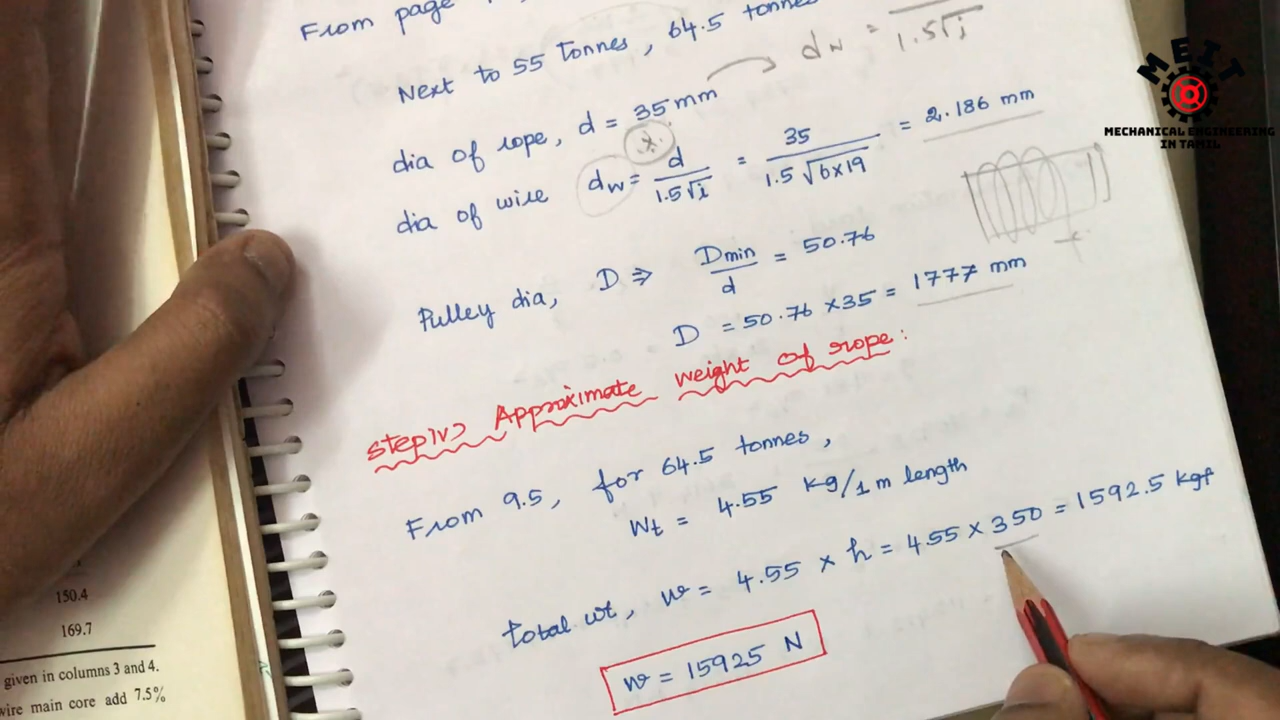 From page
Next to 55 tonnes, 64.5 tonnes
dia of rope, d = 35 mm
dw = / 1.5√i
dia of wire dw = d / 1.5√i = 35 / 1.5 √6×19 = 2.186 mm
Pulley dia, D ⇒ Dmin / d = 50.76
D = 50.76 ×35 = 1777 mm
Step iv) Approximate weight of rope:
From 9.5, for 64.5 tonnes,
Wt = 4.55 kg/1m length
Total wt, W = 4.55 × h = 4.55 × 350 = 1592.5 kgf
W = 15925 N
150.4
169.7
given in columns 3 and 4.
wire main core add 7.5%
MEIT
MECHANICAL ENGINEERING
IN TAMIL